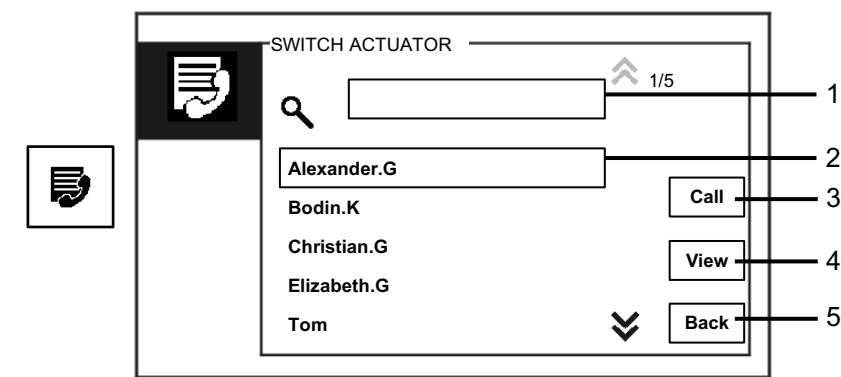 SWITCH ACTUATOR
1/5
1
Alexander.G
2
Bodin.K
Call
3
Christian.G
View
4
Elizabeth.G
Tom
Back
5